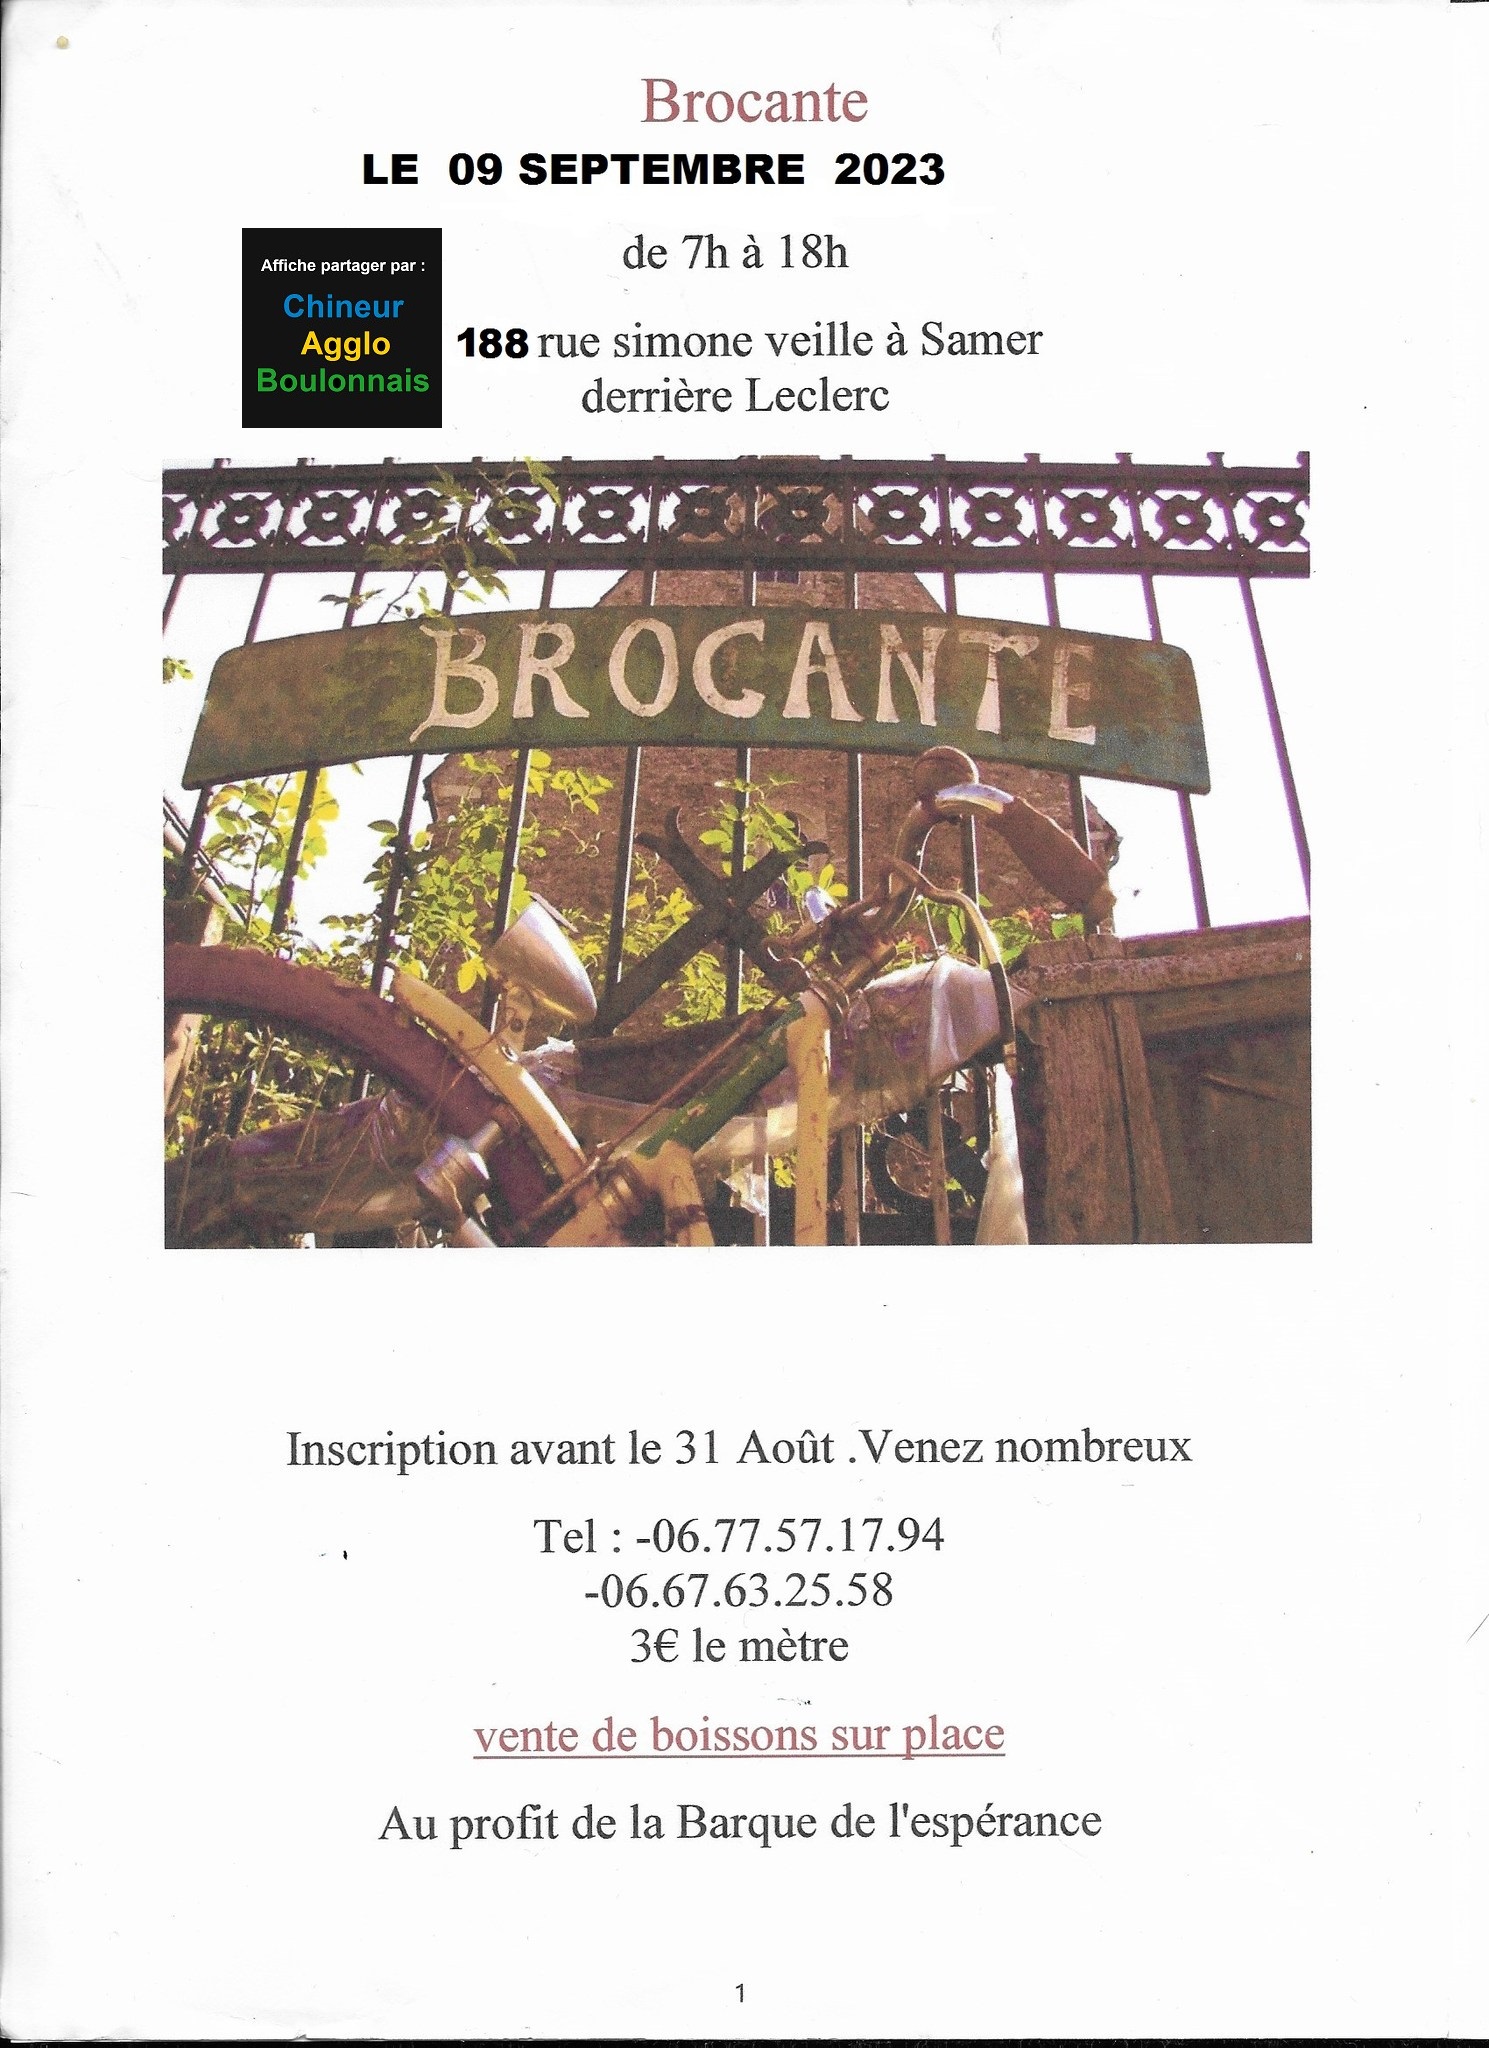 Brocante
LE 09 SEPTEMBRE 2023
de 7h à 18h
Affiche partager par :
Chineur
Agglo
Boulonnais
188 rue simone veille à Samer
derrière Leclerc
BROCANTE
Inscription avant le 31 Août .Venez nombreux
Tel : -06.77.57.17.94
-06.67.63.25.58
3€ le mètre
vente de boissons sur place
Au profit de la Barque de l'espérance
1